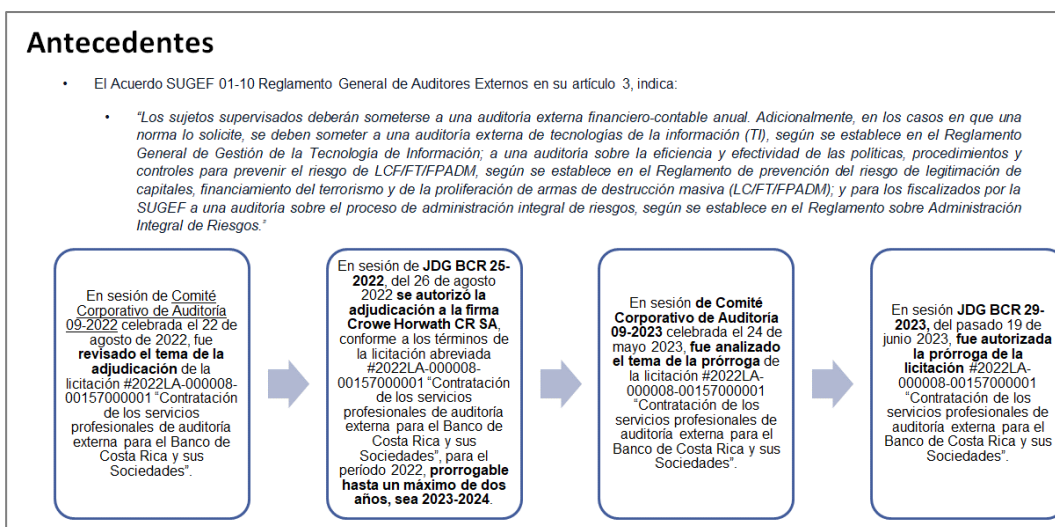 Antecedentes
• El Acuerdo SUGEF 01-10 Reglamento General de Auditores Externos en su artículo 3, indica:
• “Los sujetos supervisados deberán someterse a una auditoría externa financiero-contable anual. Adicionalmente, en los casos en que una
norma lo solicite, se deben someter a una auditoría externa de tecnologías de la información (TI), según se establece en el Reglamento
General de Gestión de la Tecnología de Información; a una auditoría sobre la eficiencia y efectividad de las políticas, procedimientos y
controles para prevenir el riesgo de LCF/FT/FPADM, según se establece en el Reglamento de prevención del riesgo de legitimación de
capitales, financiamiento del terrorismo y de la proliferación de armas de destrucción masiva (LC/FT/FPADM); y para los fiscalizados por la
SUGEF a una auditoría sobre el proceso de administración integral de riesgos, según se establece en el Reglamento sobre Administración
Integral de Riesgos.”
En sesión de Comité
Corporativo de Auditoría
09-2022 celebrada el 22 de
agosto de 2022, fue
revisado el tema de la
adjudicación de la
licitación #2022LA-000008-
00157000001 “Contratación
de los servicios
profesionales de auditoría
externa para el Banco de
Costa Rica y sus
Sociedades”.
En sesión de JDG BCR 25-
2022, del 26 de agosto
2022 se autorizó la
adjudicación a la firma
Crowe Horwath CR SA,
conforme a los términos de
la licitación abreviada
#2022LA-000008-
00157000001
“Contratación de los
servicios profesionales
de auditoría externa
para el Banco de
Costa Rica y sus
Sociedades”, para el
período 2022, prorrogable
hasta un máximo de dos
años, sea 2023-2024.
En sesión de Comité
Corporativo de Auditoría
09-2023 celebrada el 24 de
mayo 2023, fue analizado
el tema de la prórroga de
la licitación #2022LA-
000008-00157000001
“Contratación de los
servicios profesionales de
auditoría externa para el
Banco de Costa Rica y sus
Sociedades”.
En sesión JDG BCR 29-
2023, del pasado 19 de
junio 2023, fue autorizada
la prórroga de la
licitación #2022LA-
000008-00157000001
“Contratación de los
servicios profesionales de
auditoría externa para el
Banco de Costa Rica y sus
Sociedades”.